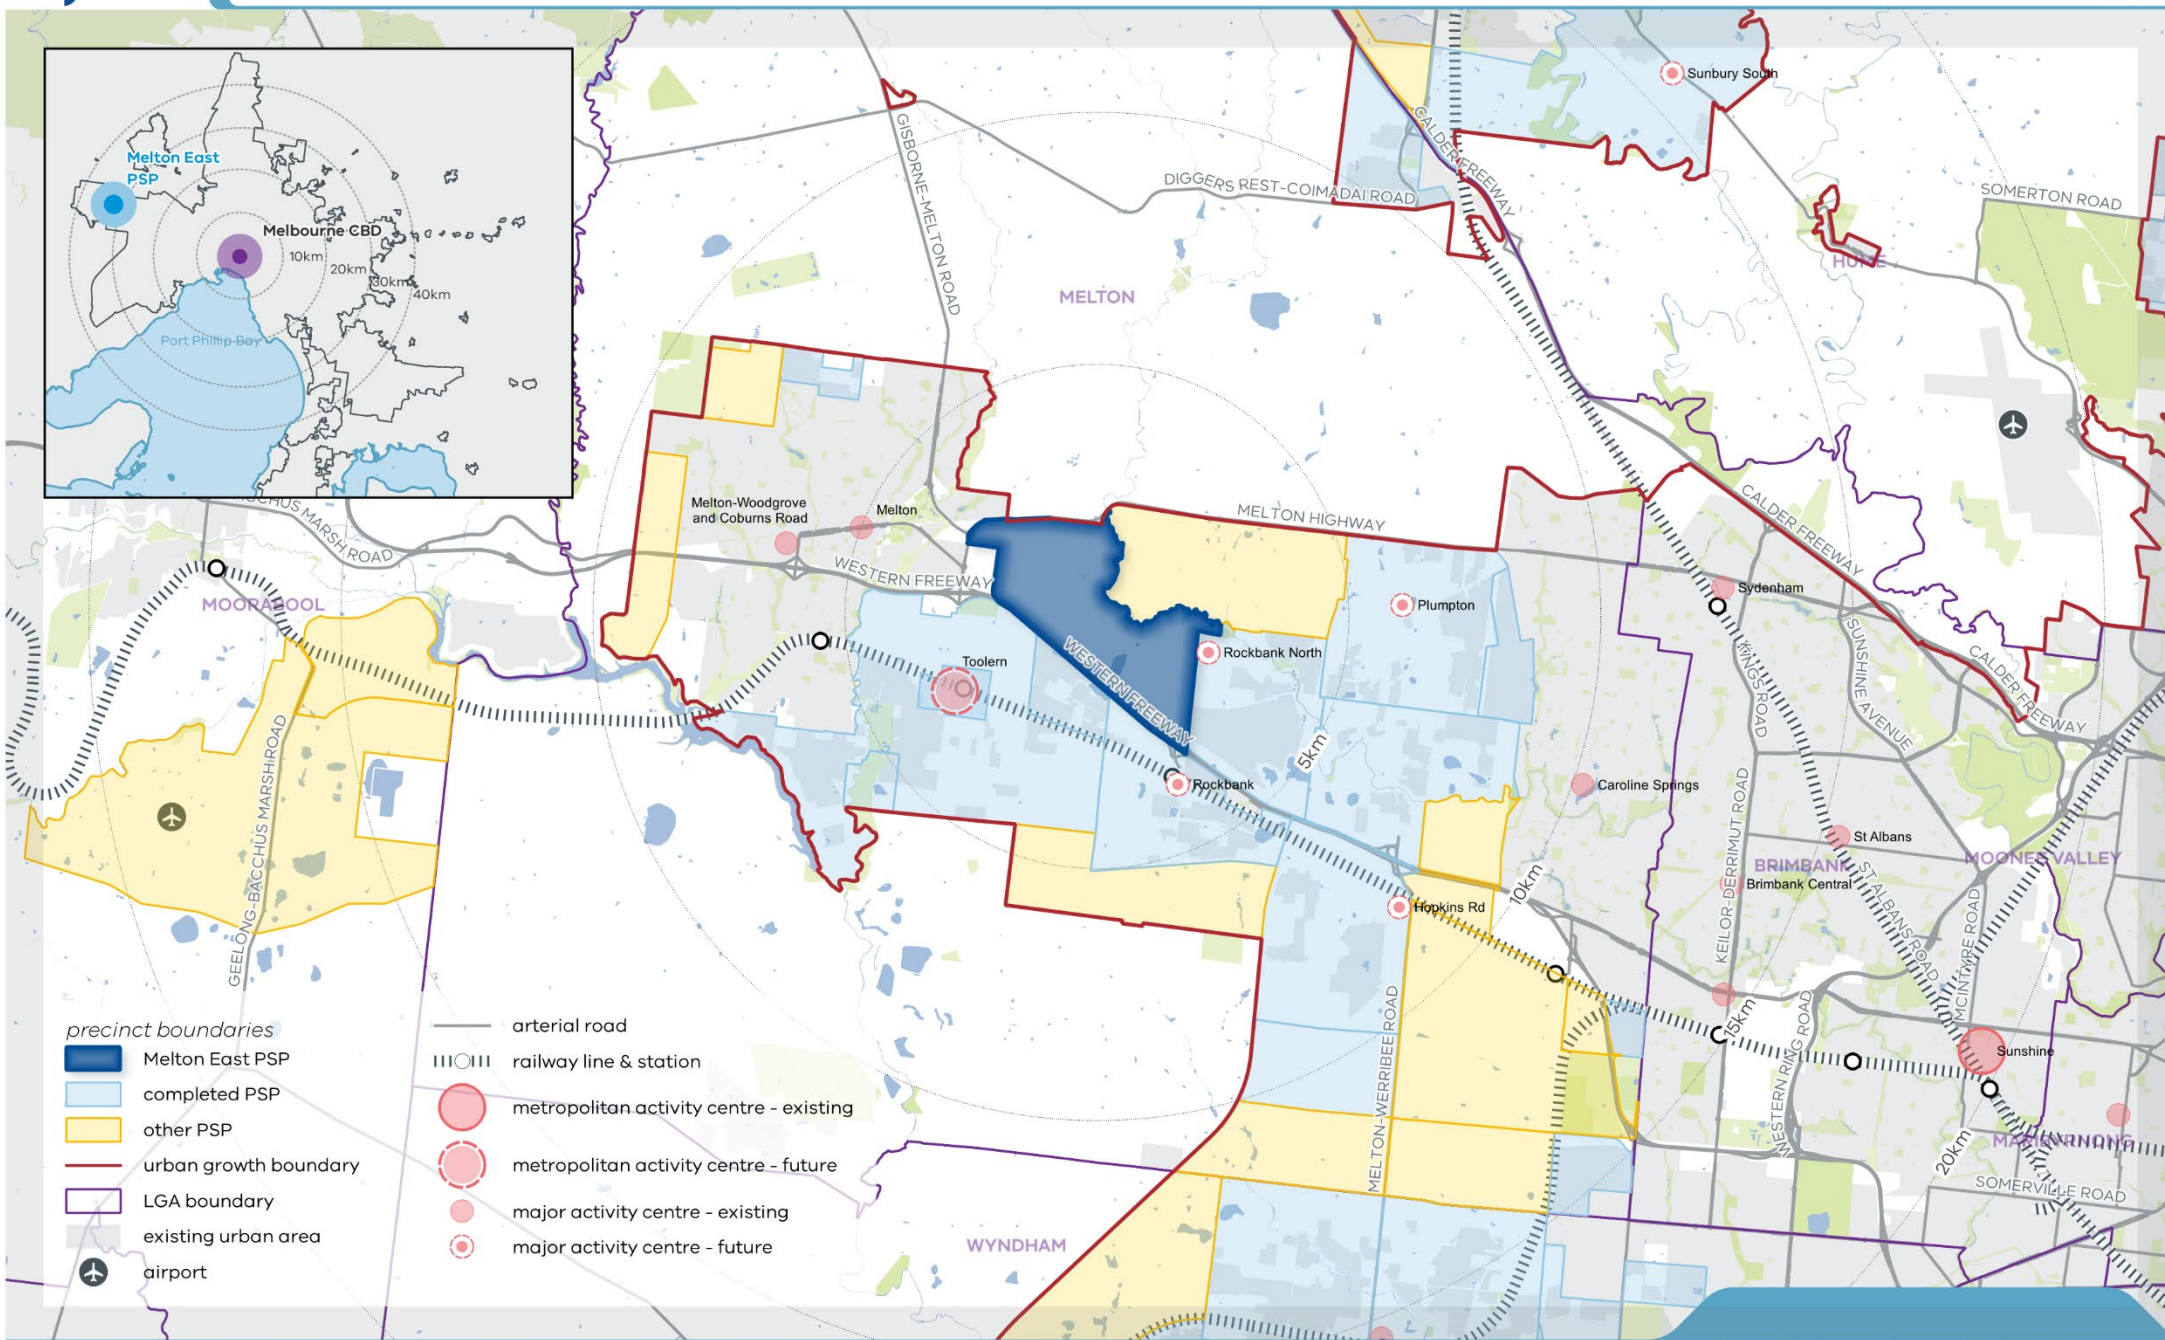 Melton East
PSP
Melbourne CBD
10km
20km
30km
40km
Port Phillip Bay
Sunbury South
CALDER FREEWAY
GISBORNE-MELTON ROAD
DIGGERS REST-COIMADAI ROAD
SOMERTON ROAD
HUME
MELTON
Melton-Woodgrove
and Coburns Road
Melton
MELTON HIGHWAY
CALDER FREEWAY
MARSH ROAD
WESTERN FREEWAY
MOORABOOL
Sydenham
Plumpton
Rockbank North
WESTERN FREEWAY
Toolern
KINGS ROAD
SUNSHINE AVENUE
CALDER FREEWAY
5km
Rockbank
Caroline Springs
GEELONG-BACCHUS MARSH ROAD
KEILOR-DERRIMUT ROAD
St Albans
BRIMBANK
MOONEE VALLEY
Brimbank Central
10km
Hopkins Rd
ST ALBANS ROAD
MCINTYRE ROAD
MELTON-WERRIBEE ROAD
15km
WESTERN RING ROAD
Sunshine
MARIBYRNONG
20km
SOMERVILLE ROAD
WYNDHAM
precinct boundaries
Melton East PSP
completed PSP
other PSP
urban growth boundary
LGA boundary
existing urban area
airport
arterial road
railway line & station
metropolitan activity centre - existing
metropolitan activity centre - future
major activity centre - existing
major activity centre - future